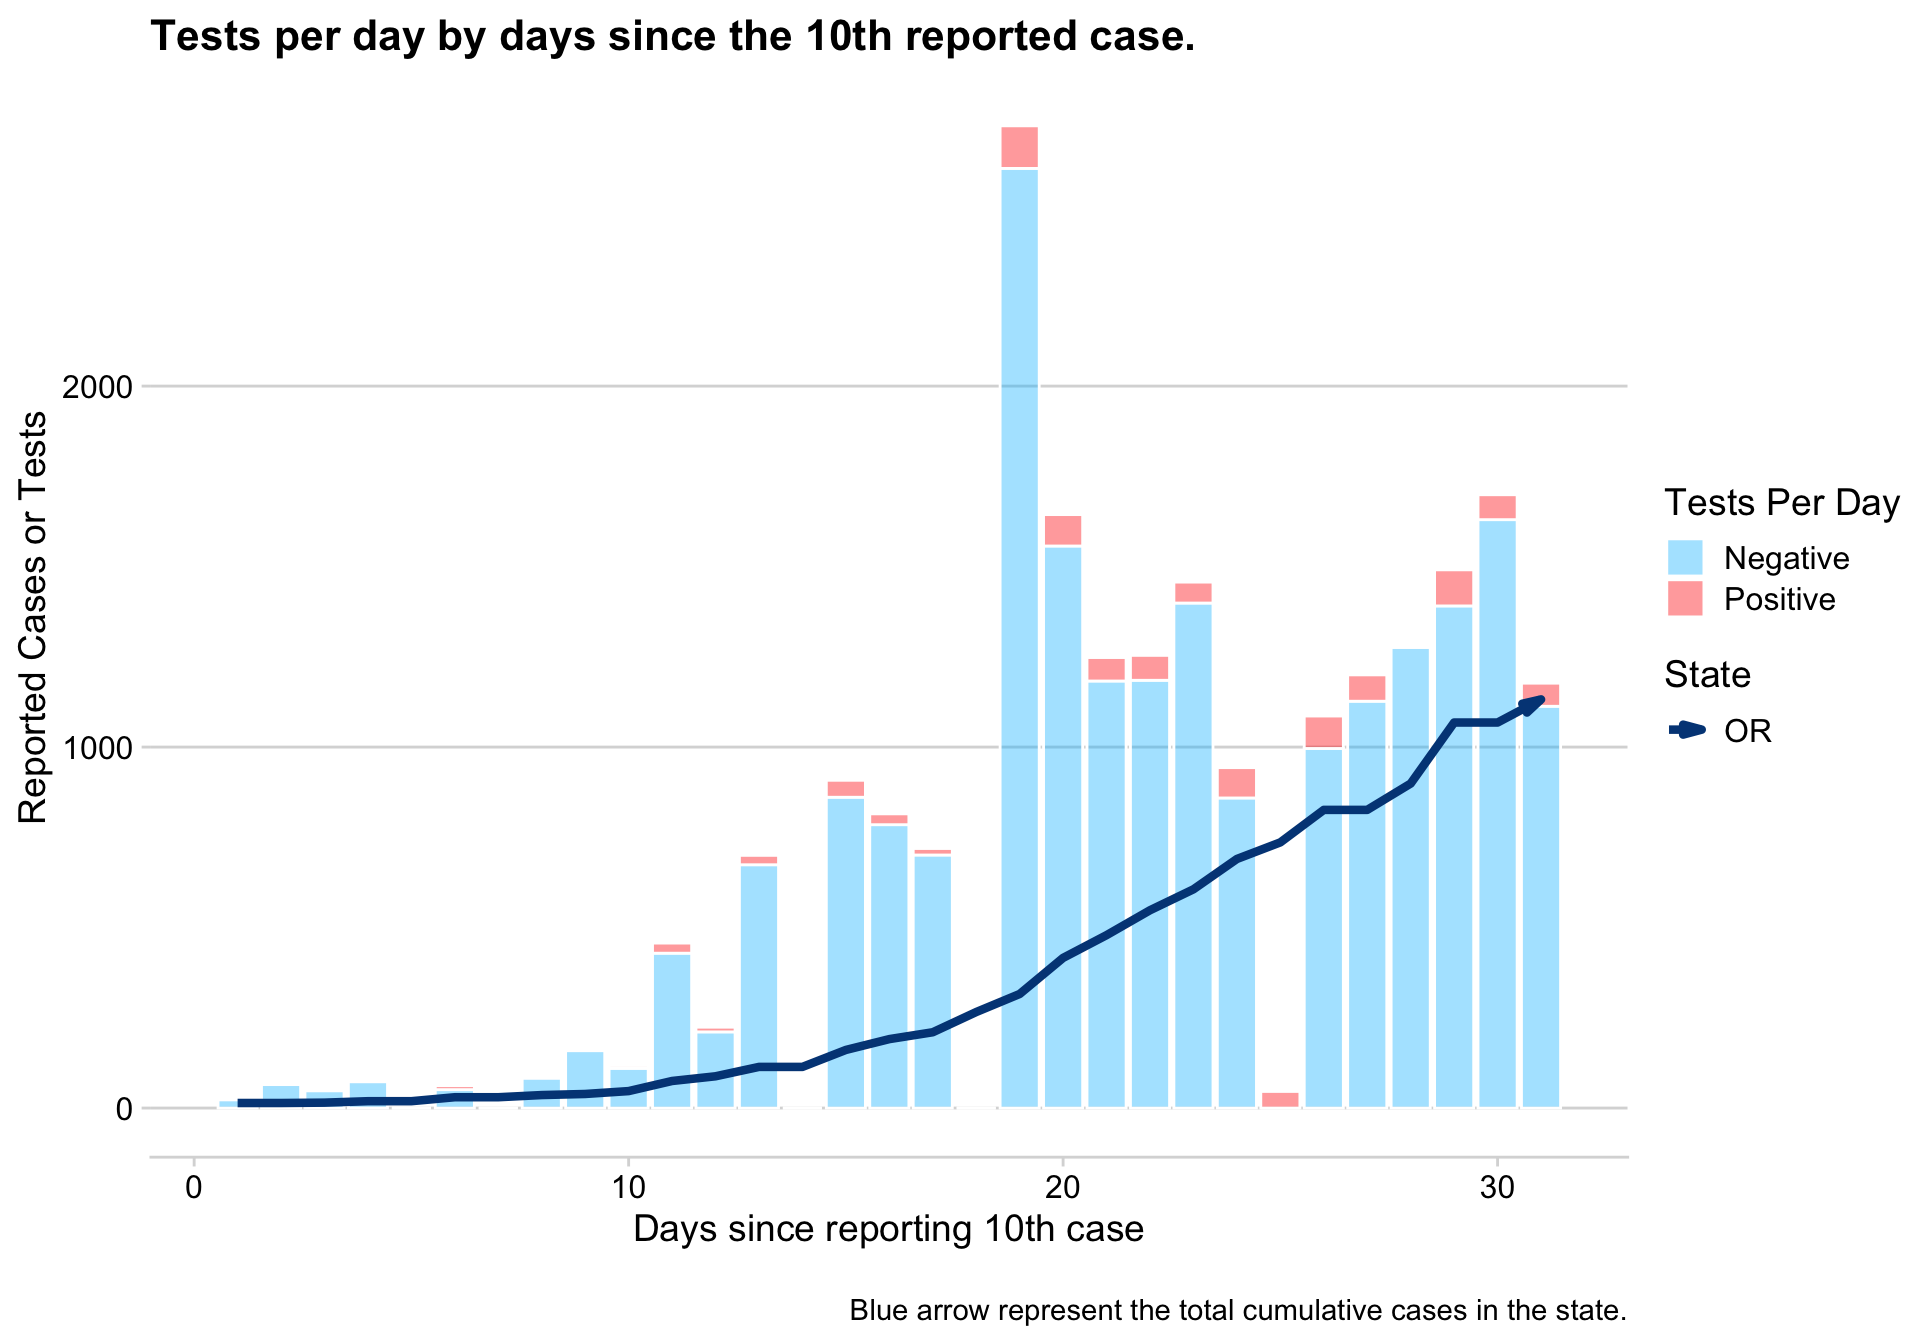 Tests per day by days since the 10th reported case.
Reported Cases or Tests
2000
1000
0
0 10 20 30
Days since reporting 10th case
Tests Per Day
Negative
Positive
State
OR
Blue arrow represent the total cumulative cases in the state.